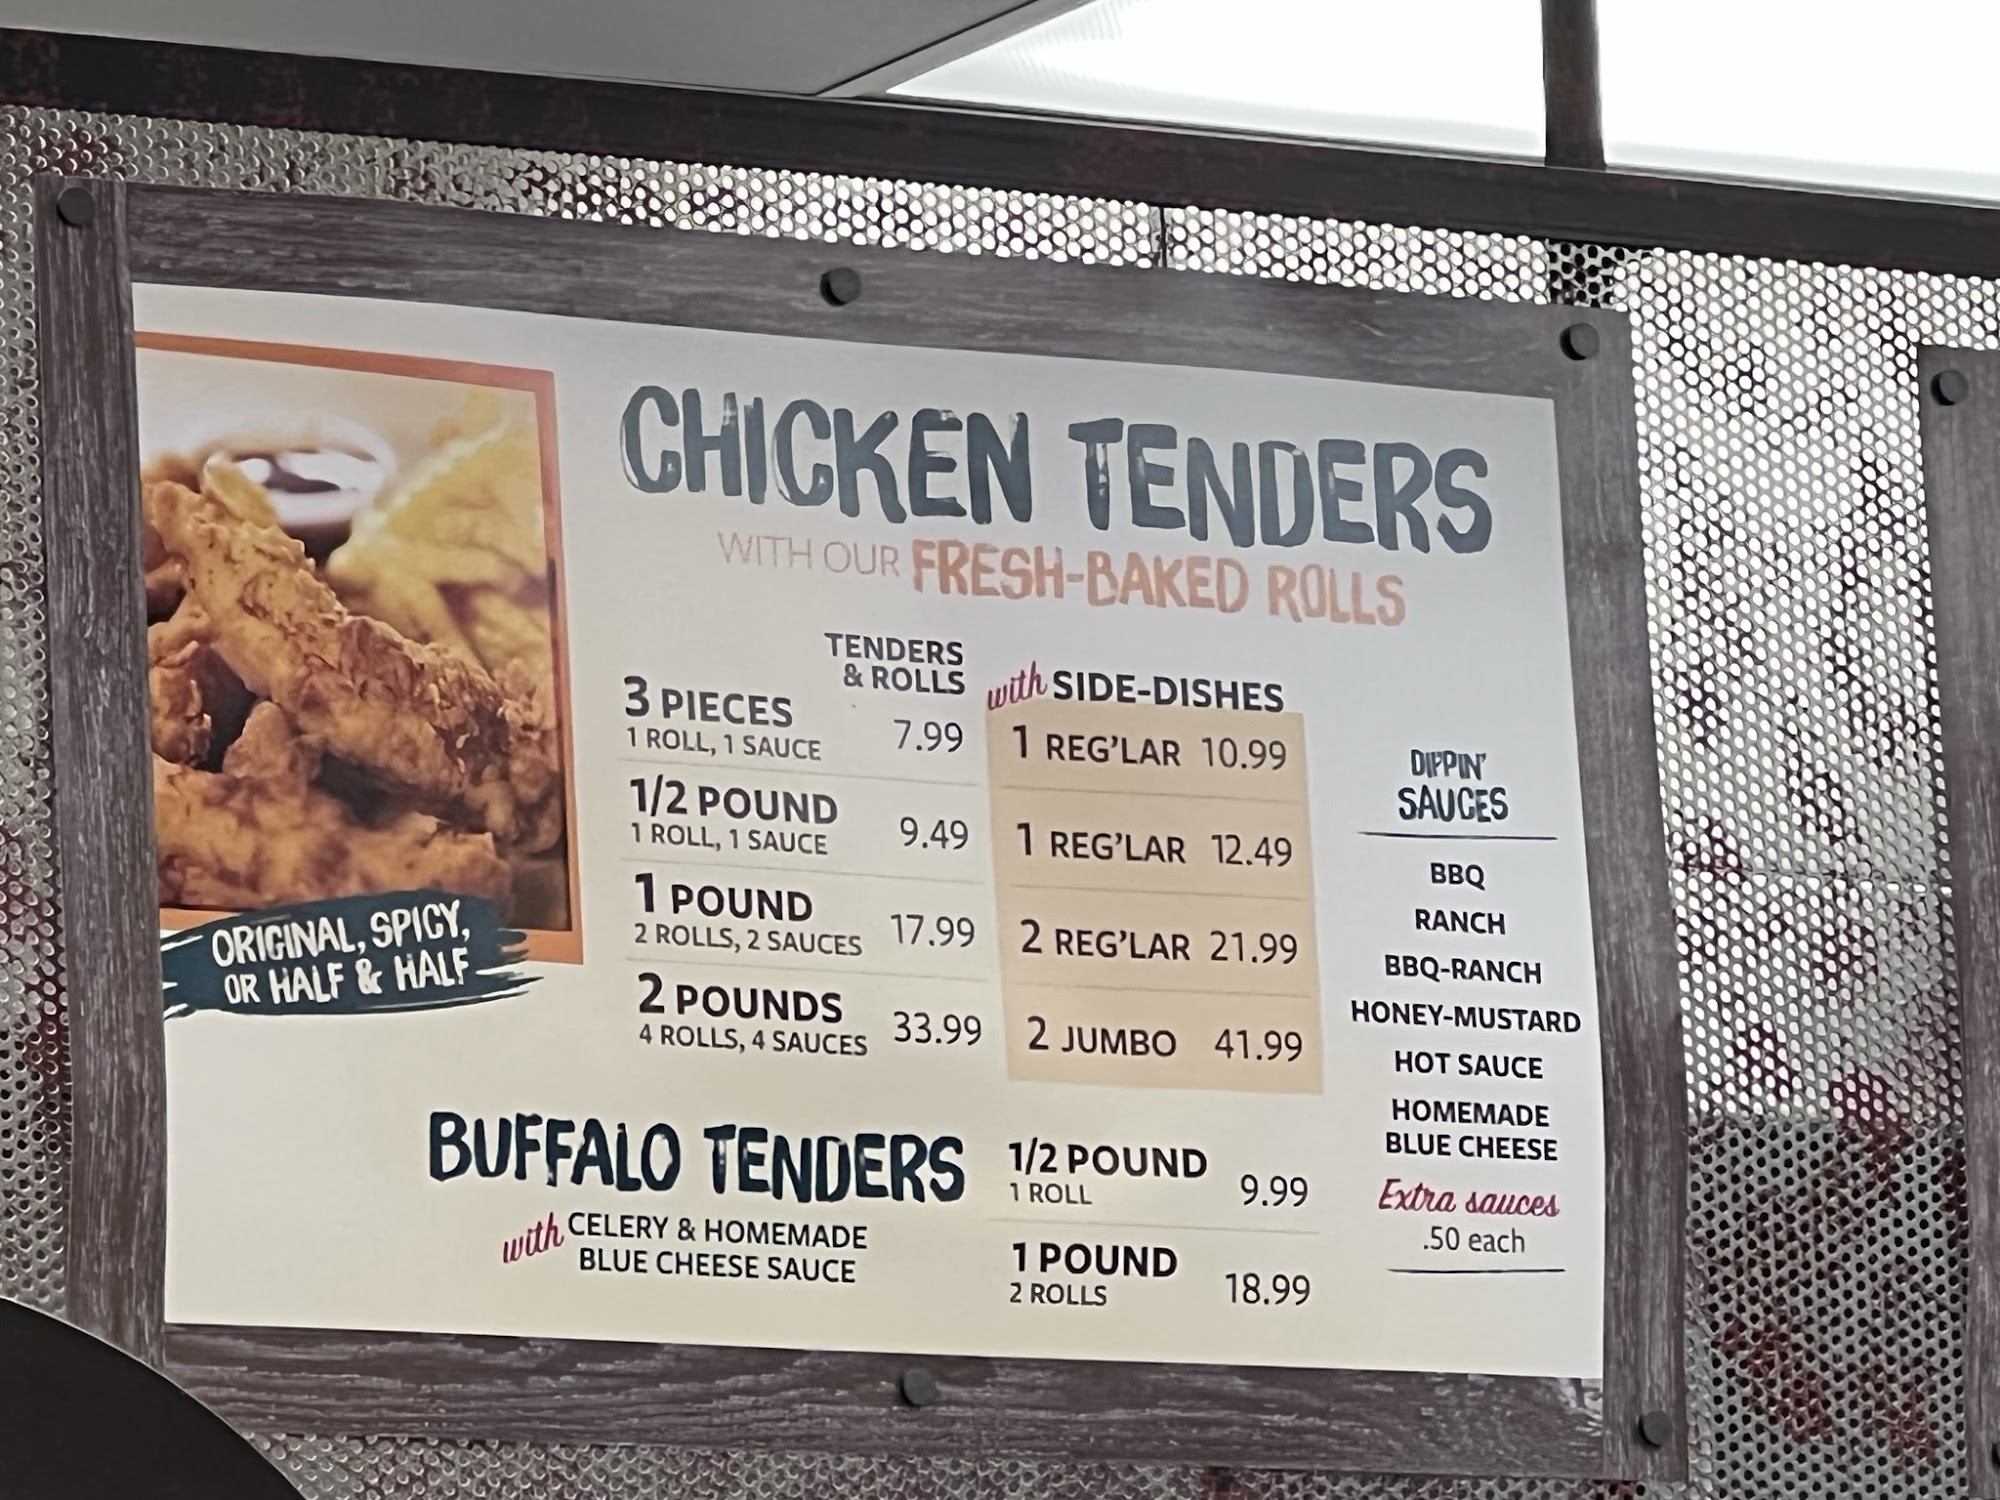 CHICKEN TENDERS
WITH OUR FRESH-BAKED ROLLS
TENDERS
& ROLLS
with SIDE-DISHES
3 PIECES 7.99 1 REG'LAR 10.99
1 ROLL, 1 SAUCE
1/2 POUND 9.49 1 REG'LAR 12.49
1 ROLL, 1 SAUCE
1 POUND 17.99 2 REG'LAR 21.99
2 ROLLS, 2 SAUCES
2 POUNDS 33.99 2 JUMBO 41.99
4 ROLLS, 4 SAUCES
ORIGINAL, SPICY,
OR HALF & HALF
DIPPIN'
SAUCES
BBQ
RANCH
BBQ-RANCH
HONEY-MUSTARD
HOT SAUCE
HOMEMADE
BLUE CHEESE
Extra sauces
.50 each
BUFFALO TENDERS
with CELERY & HOMEMADE
BLUE CHEESE SAUCE
1/2 POUND 9.99
1 ROLL
1 POUND 18.99
2 ROLLS